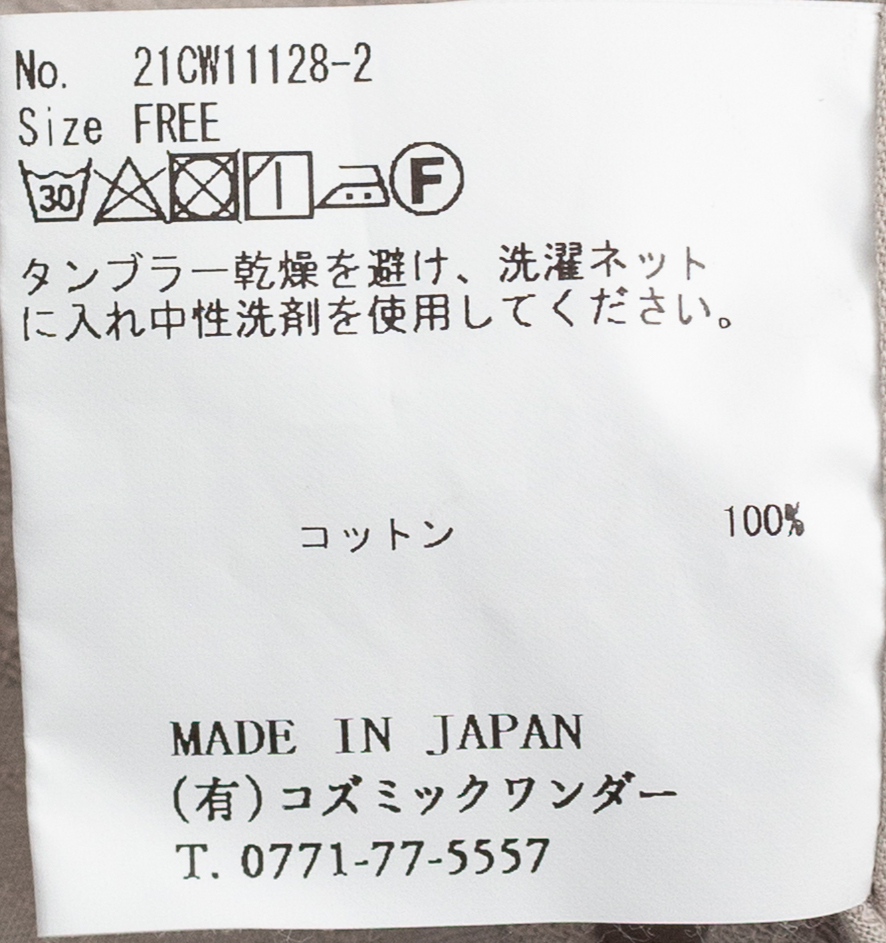 No. 21CW11128-2
Size FREE
30 F
タンブラー乾燥を避け、洗濯ネット
に入れ中性洗剤を使用してください。
コットン 100%
MADE IN JAPAN
(有)コズミックワンダー
T. 0771-77-5557